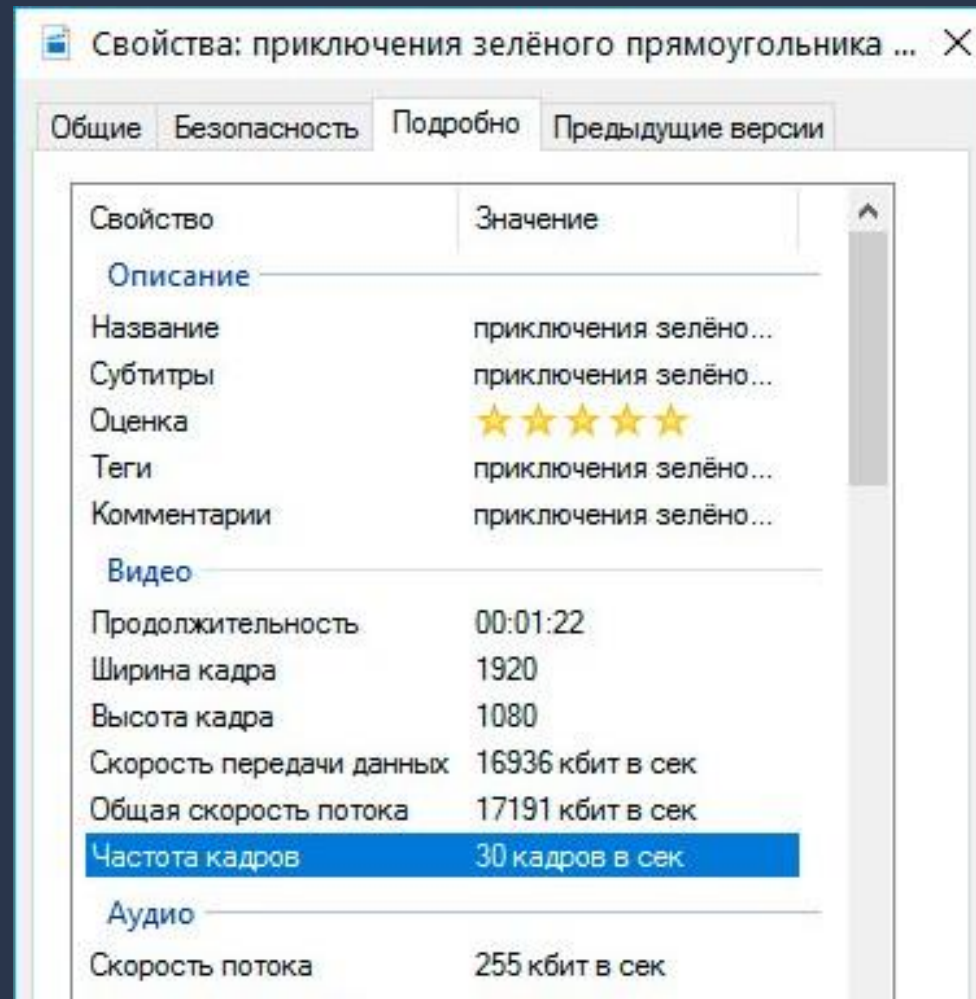 Свойства: приключения зелёного прямоугольника ...
Общие Безопасность Подробно Предыдущие версии
Свойство Значение
Описание
Название приключения зелёно...
Субтитры приключения зелёно...
Оценка
Теги приключения зелёно...
Комментарии приключения зелёно...
Видео
Продолжительность 00:01:22
Ширина кадра 1920
Высота кадра 1080
Скорость передачи данных 16936 кбит в сек
Общая скорость потока 17191 кбит в сек
Частота кадров 30 кадров в сек
Аудио
Скорость потока 255 кбит в сек